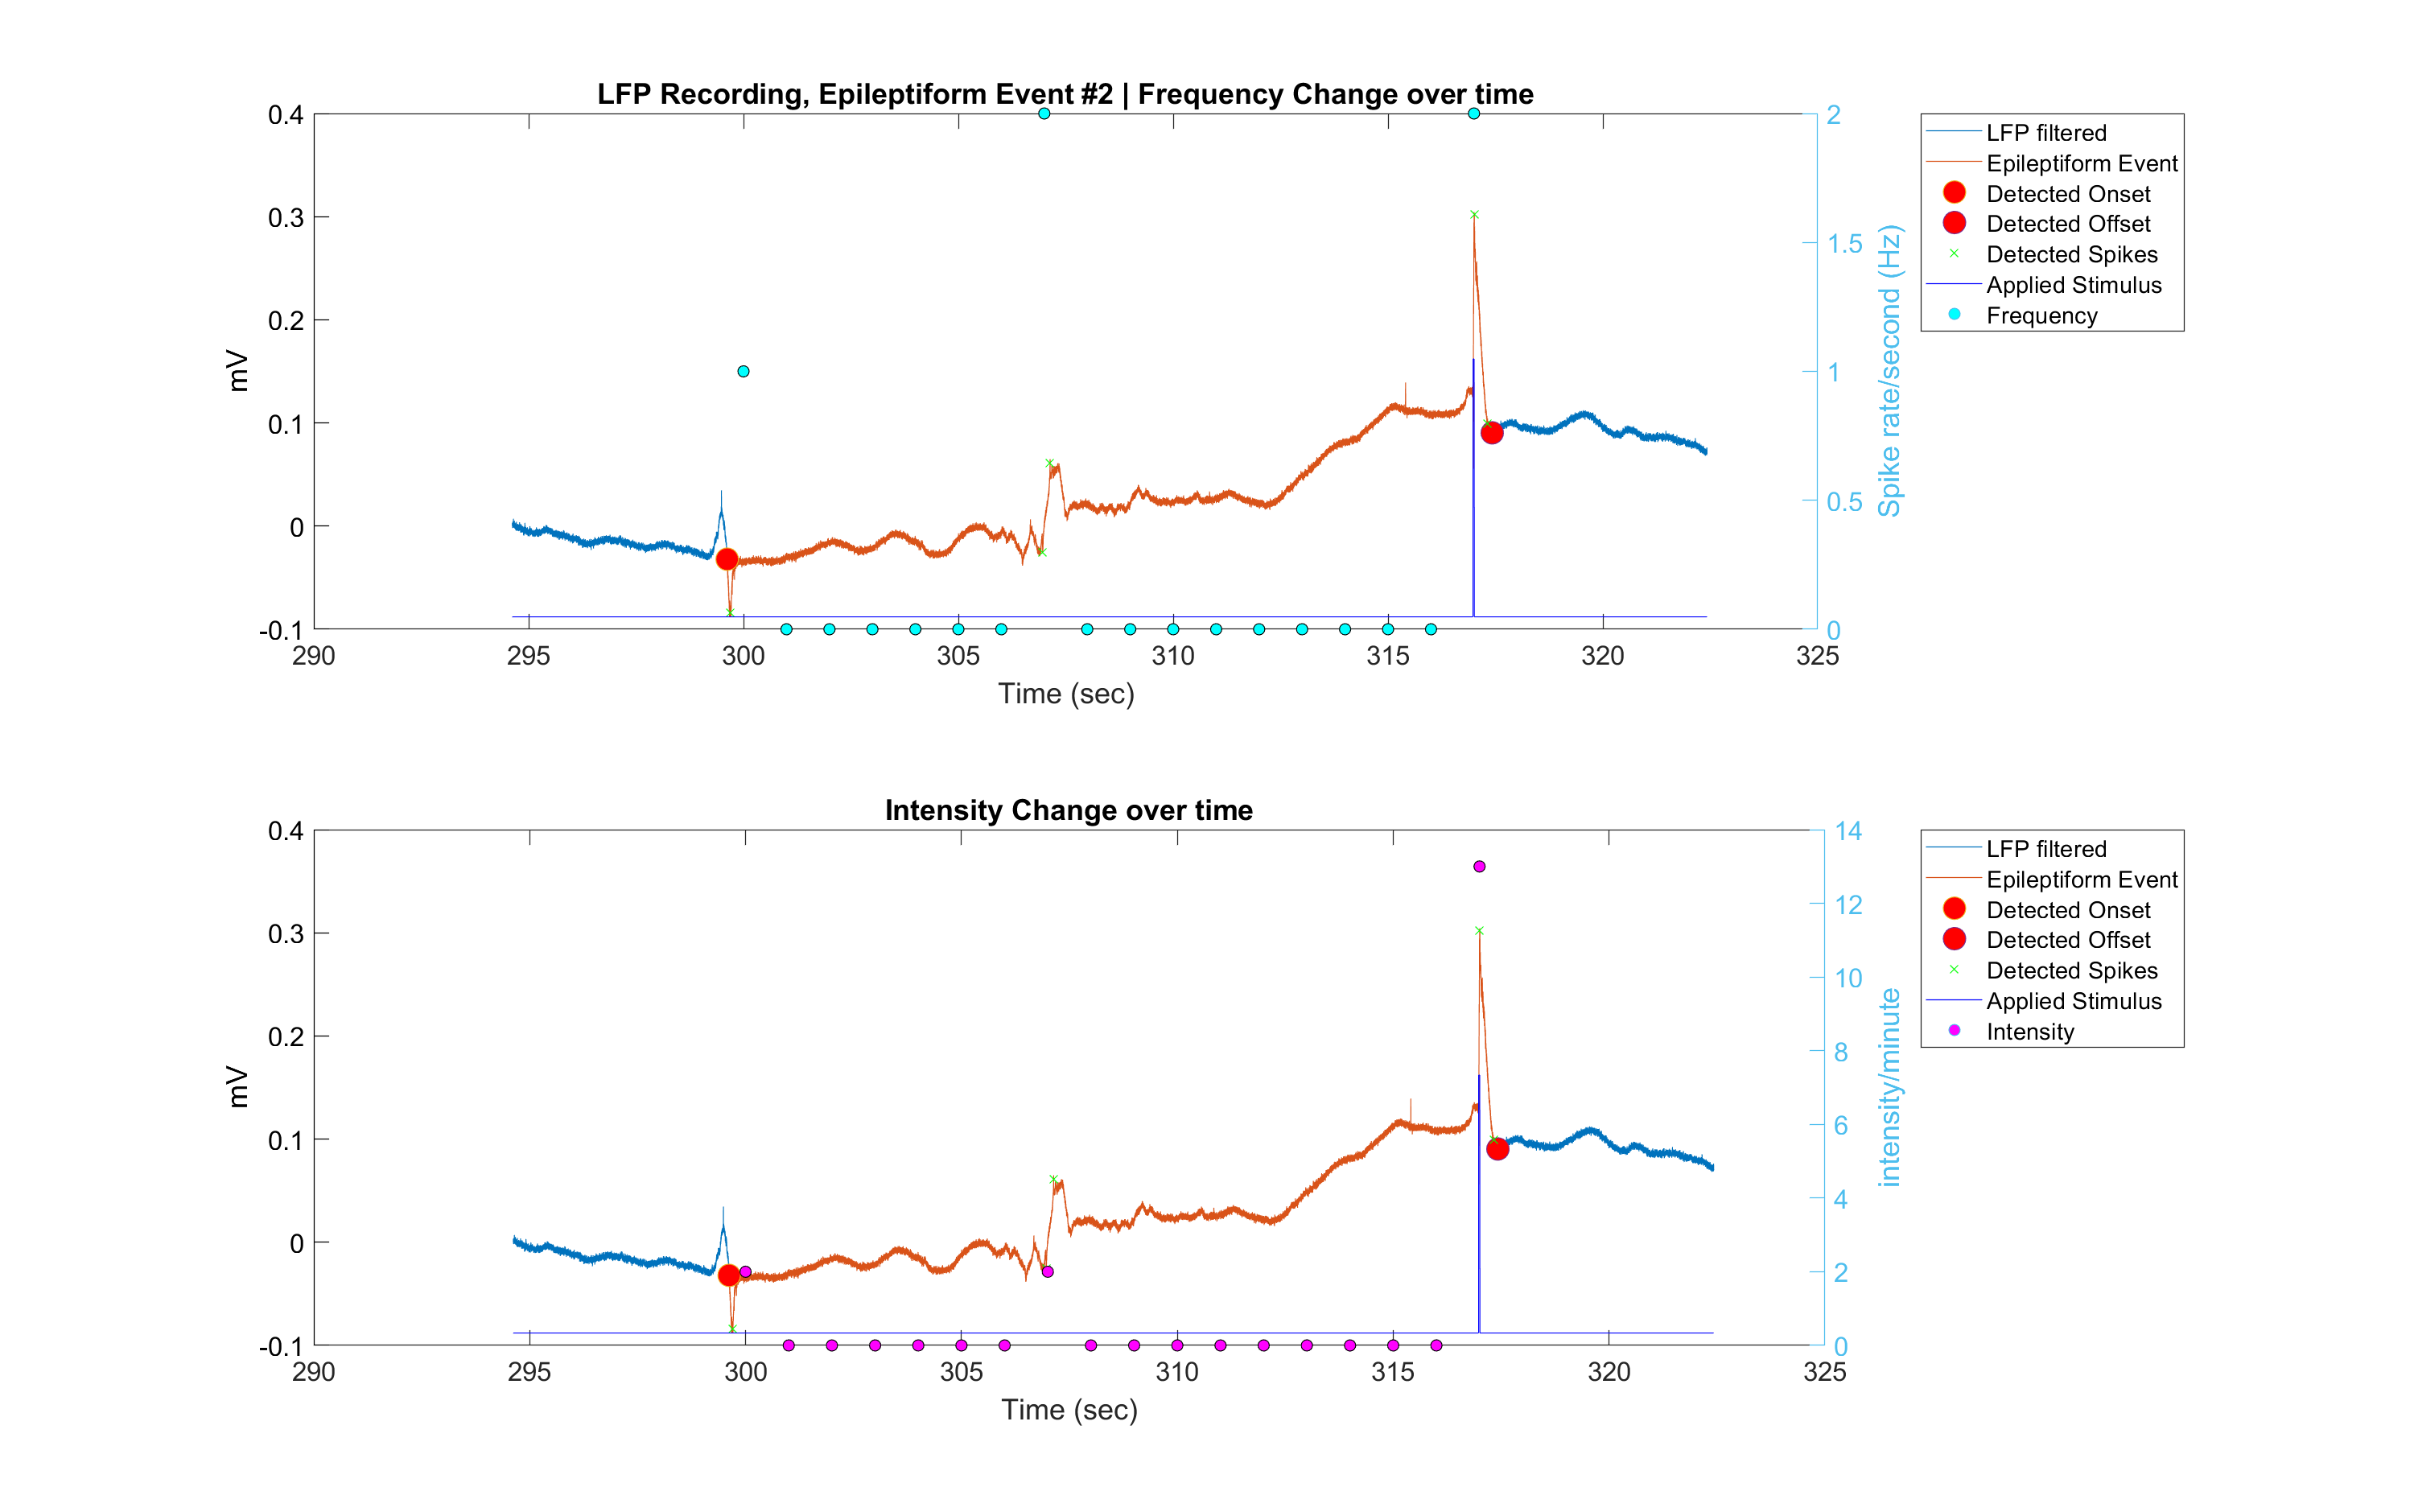 LFP Recording, Epileptiform Event #2 | Frequency Change over time
0.4
0.3
0.2
0.1
0
-0.1
mV
290 295 300 305 310 315 320 325
Time (sec)
2
1.5
1
0.5
0
Spike rate/second (Hz)
LFP filtered
Epileptiform Event
Detected Onset
Detected Offset
Detected Spikes
Applied Stimulus
Frequency
Intensity Change over time
0.4
0.3
0.2
0.1
0
-0.1
mV
290 295 300 305 310 315 320 325
Time (sec)
14
12
10
8
6
4
2
0
intensity/minute
LFP filtered
Epileptiform Event
Detected Onset
Detected Offset
Detected Spikes
Applied Stimulus
Intensity